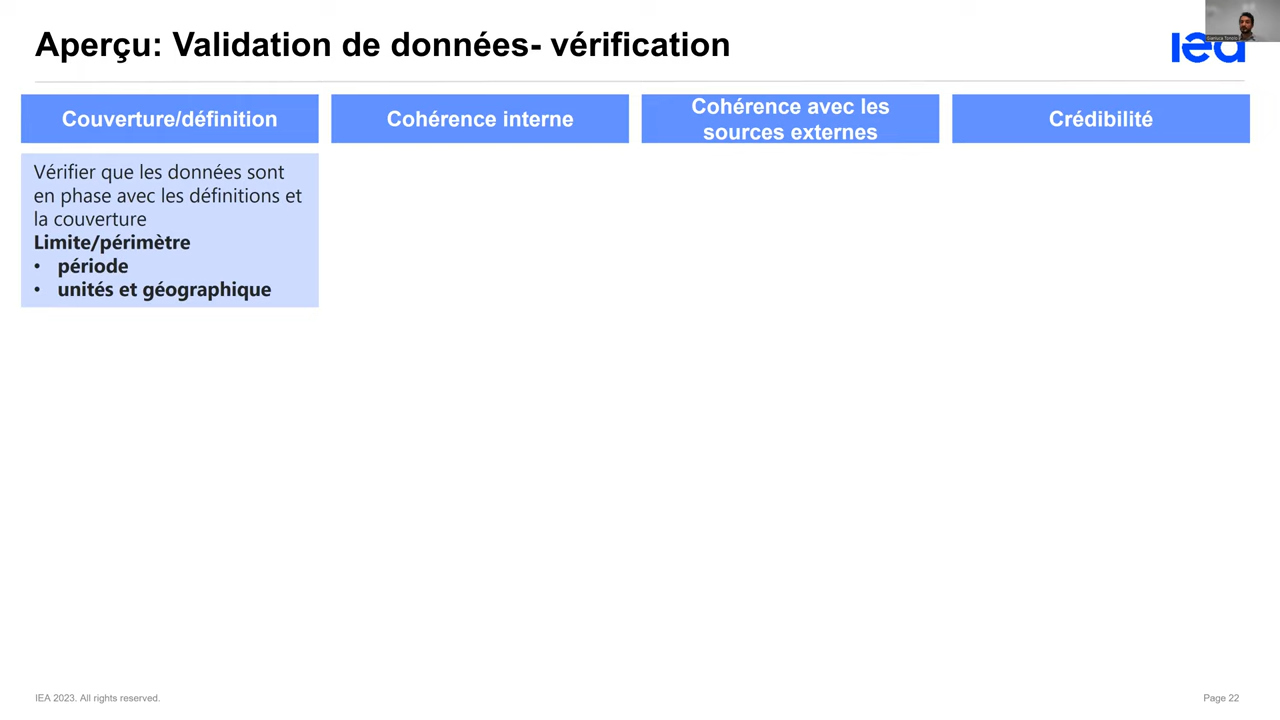 Aperçu: Validation de données- vérification
iea
Couverture/définition
Cohérence interne
Cohérence avec les
sources externes
Crédibilité
Vérifier que les données sont
en phase avec les définitions et
la couverture
Limite/périmètre
• période
• unités et géographique
IEA 2023. All rights reserved.
Page 22